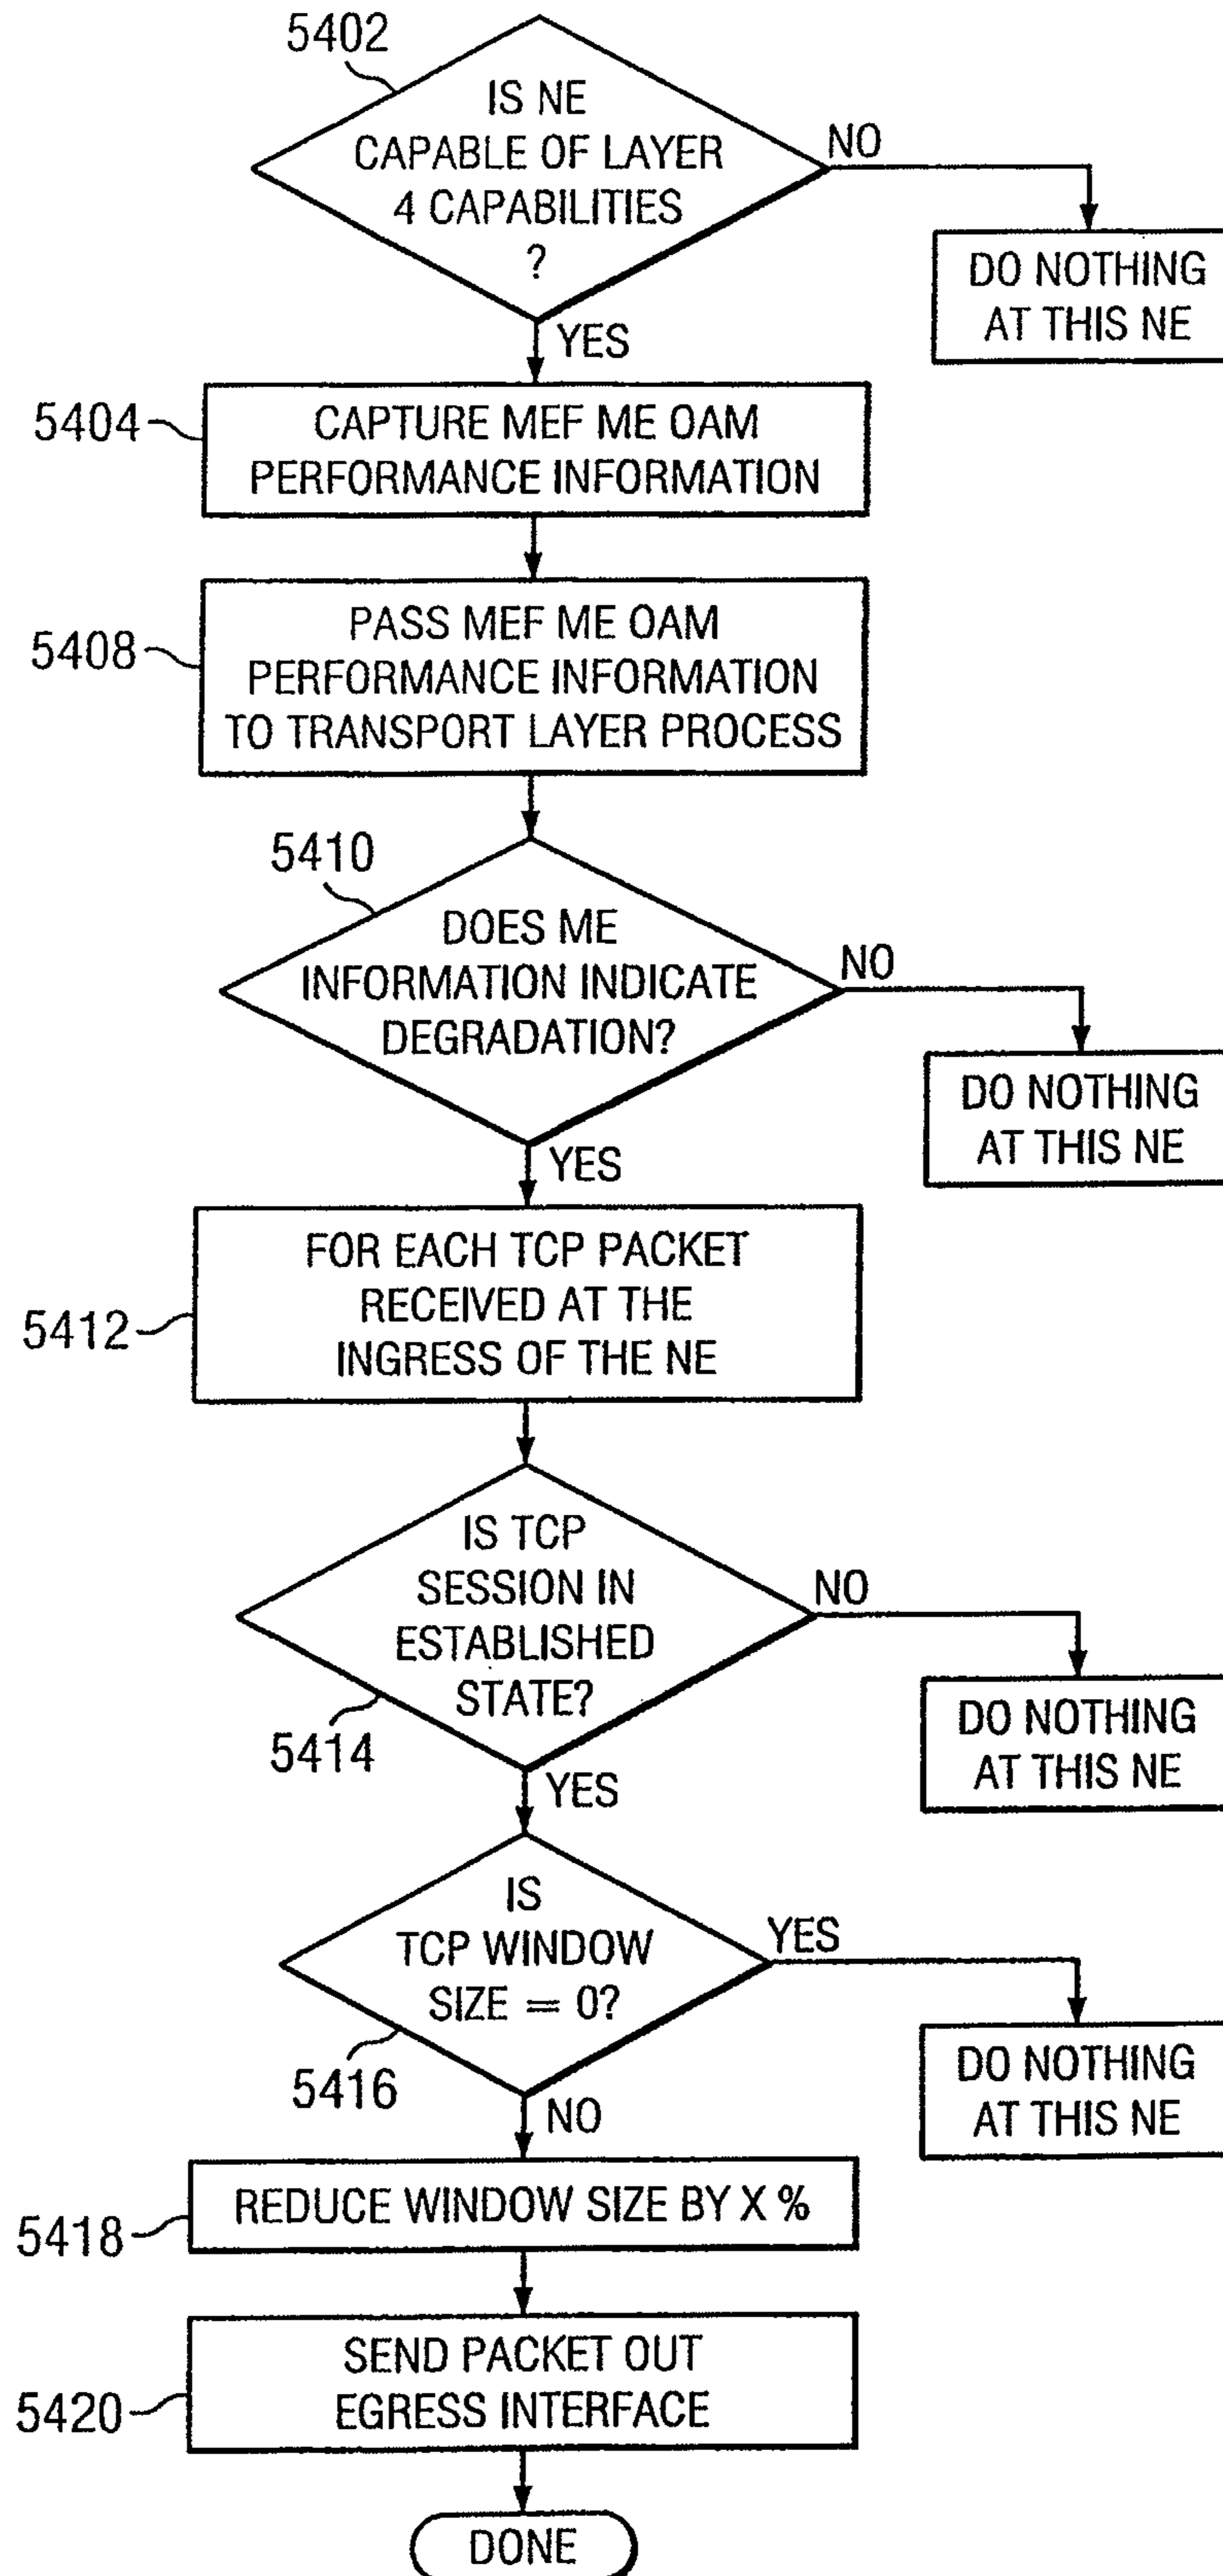 5402
IS NE
CAPABLE OF LAYER
4 CAPABILITIES
?
NO
DO NOTHING
AT THIS NE
YES
5404
CAPTURE MEF ME OAM
PERFORMANCE INFORMATION
5408
PASS MEF ME OAM
PERFORMANCE INFORMATION
TO TRANSPORT LAYER PROCESS
5410
DOES ME
INFORMATION INDICATE
DEGRADATION?
NO
DO NOTHING
AT THIS NE
YES
5412
FOR EACH TCP PACKET
RECEIVED AT THE
INGRESS OF THE NE
IS TCP
SESSION IN
ESTABLISHED
STATE?
5414
NO
DO NOTHING
AT THIS NE
YES
IS
TCP WINDOW
SIZE = 0?
5416
YES
DO NOTHING
AT THIS NE
NO
5418
REDUCE WINDOW SIZE BY X %
5420
SEND PACKET OUT
EGRESS INTERFACE
DONE